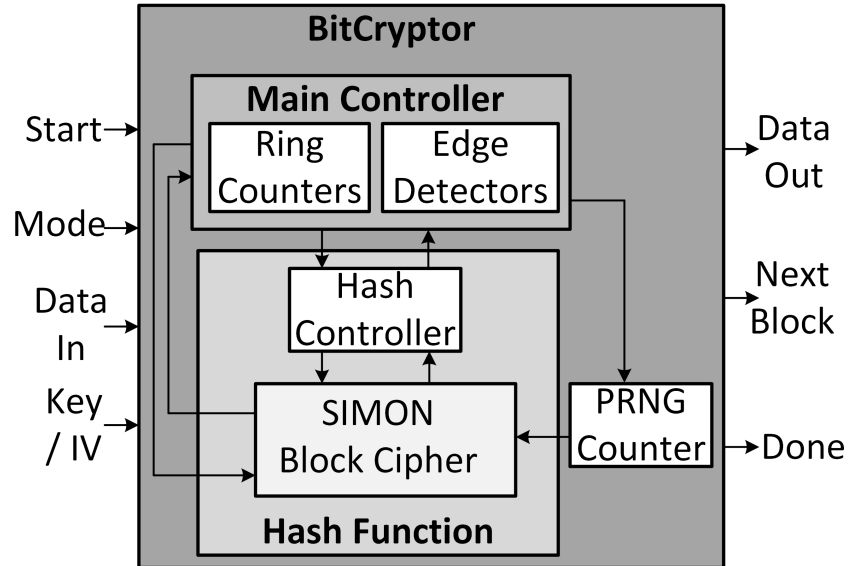 BitCryptor
Main Controller
Ring
Counters
Edge
Detectors
Start
Mode
Data
In
Key
/ IV
Hash
Controller
SIMON
Block Cipher
Hash Function
PRNG
Counter
Data
Out
Next
Block
Done